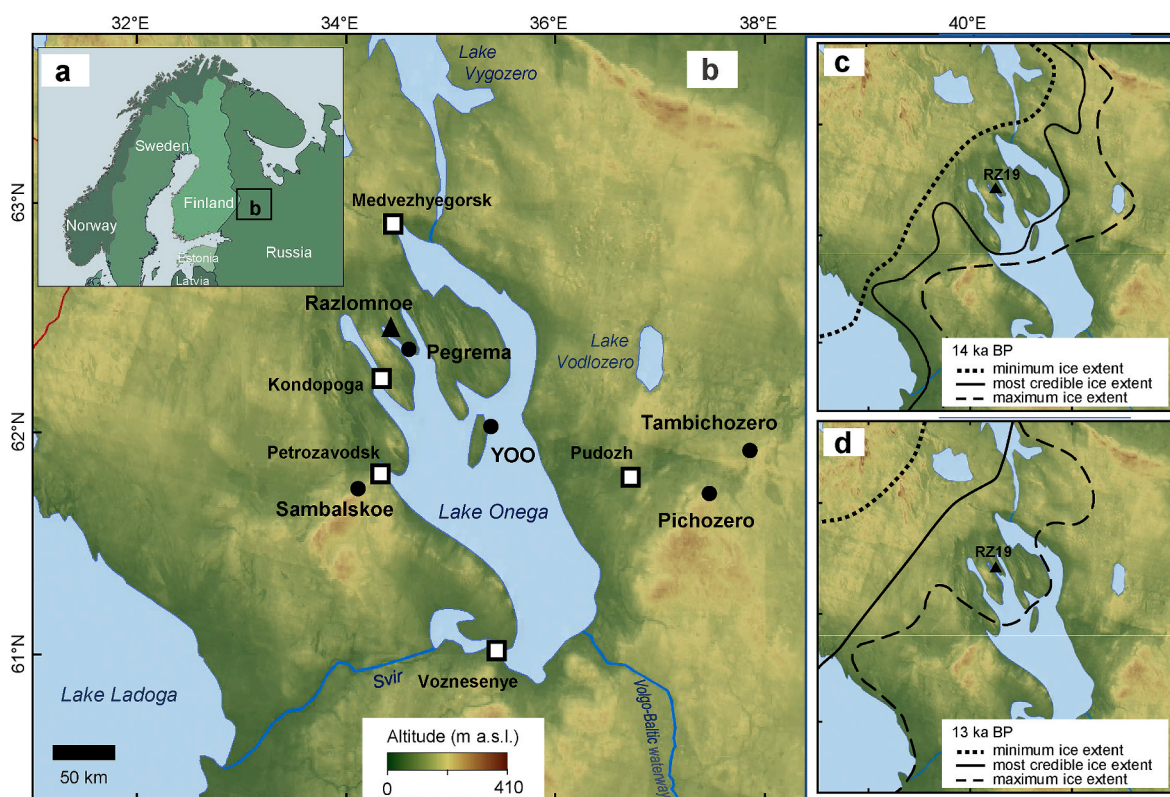 32°E
34°E
36°E
38°E
40°E
63°N
62°N
61°N
a
Sweden
Finland
Norway
Estonia
Latvia
Russia
b
b
Lake
Vygozero
Medvezhyegorsk
Razlomnoe
Pegrema
Kondopoga
Lake
Vodlozero
Tambichozero
YOO
Petrozavodsk
Pudozh
Sambalskoe
Lake Onega
Pichozero
Svir
Voznesenye
Volgo-Baltic waterway
Lake Ladoga
50 km
Altitude (m a.s.l.)
0
410
c
RZ19
14 ka BP
minimum ice extent
most credible ice extent
maximum ice extent
d
RZ19
13 ka BP
minimum ice extent
most credible ice extent
maximum ice extent